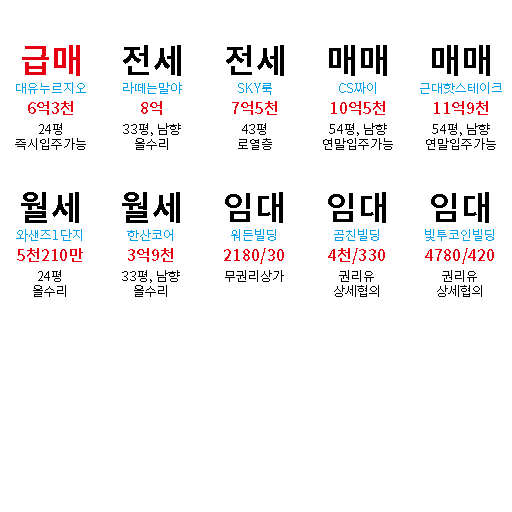 급매 전세 전세 매매 매매
대유누르지오 라떼는말야 SKY룩 CS짜이 근대핫스테이크
6억3천 8억 7억5천 10억5천 11억9천
24평 33평, 남향 43평 54평, 남향 54평, 남향
즉시입주가능 올수리 로열층 연말입주가능 연말입주가능
월세 월세 임대 임대 임대
와샌즈1단지 한산코어 워든빌딩 곰친빌딩 빛투코인빌딩
5천210만 3억9천 2180/30 4천/330 4780/420
24평 33평, 남향 무권리상가 권리유 권리유
올수리 올수리 상세협의 상세협의